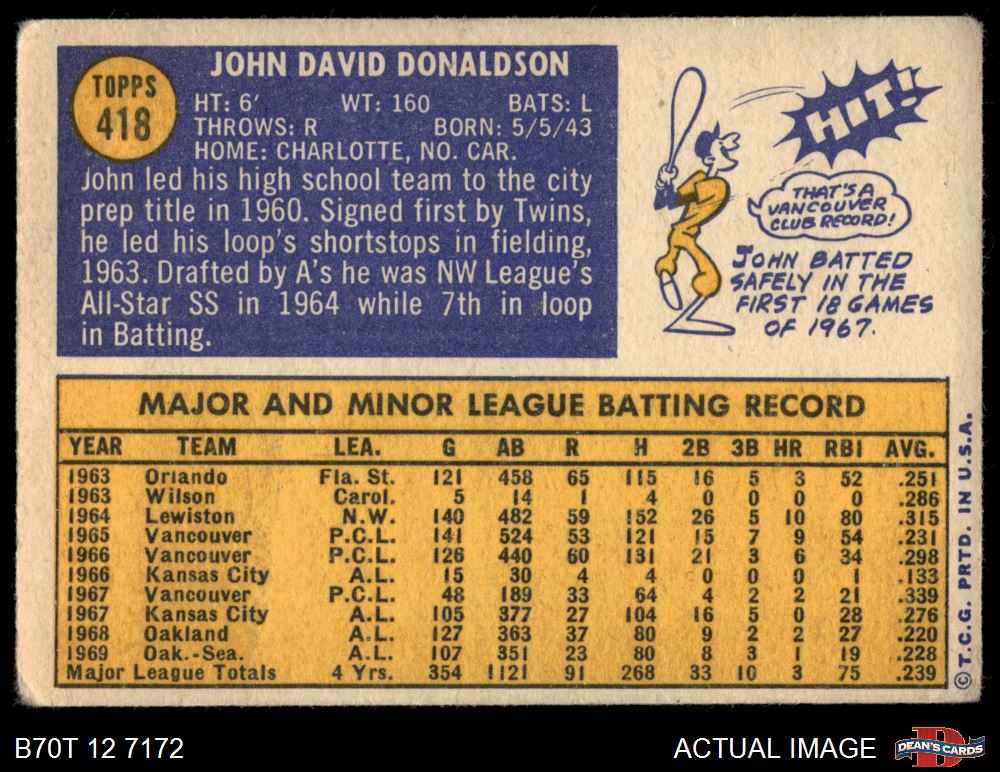 TOPPS
418
JOHN DAVID DONALDSON
HT: 6' WT: 160 BATS: L
THROWS: R BORN: 5/5/43
HOME: CHARLOTTE, NO. CAR.
John led his high school team to the city
prep title in 1960. Signed first by Twins,
he led his loop's shortstops in fielding,
1963. Drafted by A's he was NW League's
All-Star SS in 1964 while 7th in loop
in Batting.
HIT!
THAT'S A
VANCOUVER
CLUB RECORD!
JOHN BATTED
SAFELY IN THE
FIRST 18 GAMES
OF 1967.
MAJOR AND MINOR LEAGUE BATTING RECORD
YEAR TEAM LEA. G AB R H 2B 3B HR RBI AVG.
1963 Orlando Fla. St. 121 458 65 115 16 5 3 52 .251
1963 Wilson Carol. 5 14 1 4 0 0 0 0 .286
1964 Lewiston N.W. 140 482 59 152 26 5 10 80 .315
1965 Vancouver P.C.L. 141 524 53 121 15 7 9 54 .231
1966 Vancouver P.C.L. 126 440 60 131 21 3 6 34 .298
1966 Kansas City A.L. 15 30 4 4 0 0 0 1 .133
1967 Vancouver P.C.L. 48 189 33 64 4 2 2 21 .339
1967 Kansas City A.L. 105 377 27 104 16 5 0 28 .276
1968 Oakland A.L. 127 363 37 80 9 2 2 27 .220
1969 Oak.-Sea. A.L. 107 351 23 80 8 3 1 19 .228
Major League Totals 4 Yrs. 354 1121 91 268 33 10 3 75 .239
©T.C.G. PRTD. IN U.S.A.
B70T 12 7172
ACTUAL IMAGE
D
DEAN'S CARDS